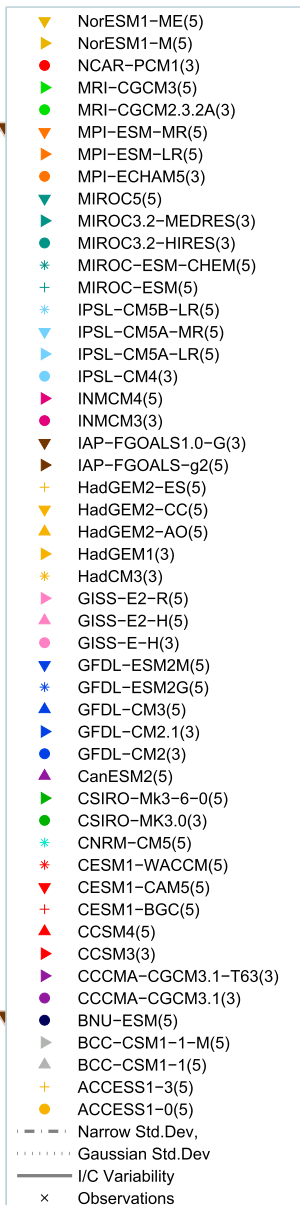 NorESM1−ME(5)
NorESM1−M(5)
NCAR−PCM1(3)
MRI−CGCM3(5)
MRI−CGCM2.3.2A(3)
MPI−ESM−MR(5)
MPI−ESM−LR(5)
MPI−ECHAM5(3)
MIROC5(5)
MIROC3.2−MEDRES(3)
MIROC3.2−HIRES(3)
MIROC−ESM−CHEM(5)
MIROC−ESM(5)
IPSL−CM5B−LR(5)
IPSL−CM5A−MR(5)
IPSL−CM5A−LR(5)
IPSL−CM4(3)
INMCM4(5)
INMCM3(3)
IAP−FGOALS1.0−G(3)
IAP−FGOALS−g2(5)
HadGEM2−ES(5)
HadGEM2−CC(5)
HadGEM2−AO(5)
HadGEM1(3)
HadCM3(3)
GISS−E2−R(5)
GISS−E2−H(5)
GISS−E−H(3)
GFDL−ESM2M(5)
GFDL−ESM2G(5)
GFDL−CM3(5)
GFDL−CM2.1(3)
GFDL−CM2(3)
CanESM2(5)
CSIRO−Mk3−6−0(5)
CSIRO−MK3.0(3)
CNRM−CM5(5)
CESM1−WACCM(5)
CESM1−CAM5(5)
CESM1−BGC(5)
CCSM4(5)
CCSM3(3)
CCCMA−CGCM3.1−T63(3)
CCCMA−CGCM3.1(3)
BNU−ESM(5)
BCC−CSM1−1−M(5)
BCC−CSM1−1(5)
ACCESS1−3(5)
ACCESS1−0(5)
Narrow Std.Dev,
Gaussian Std.Dev
I/C Variability
Observations